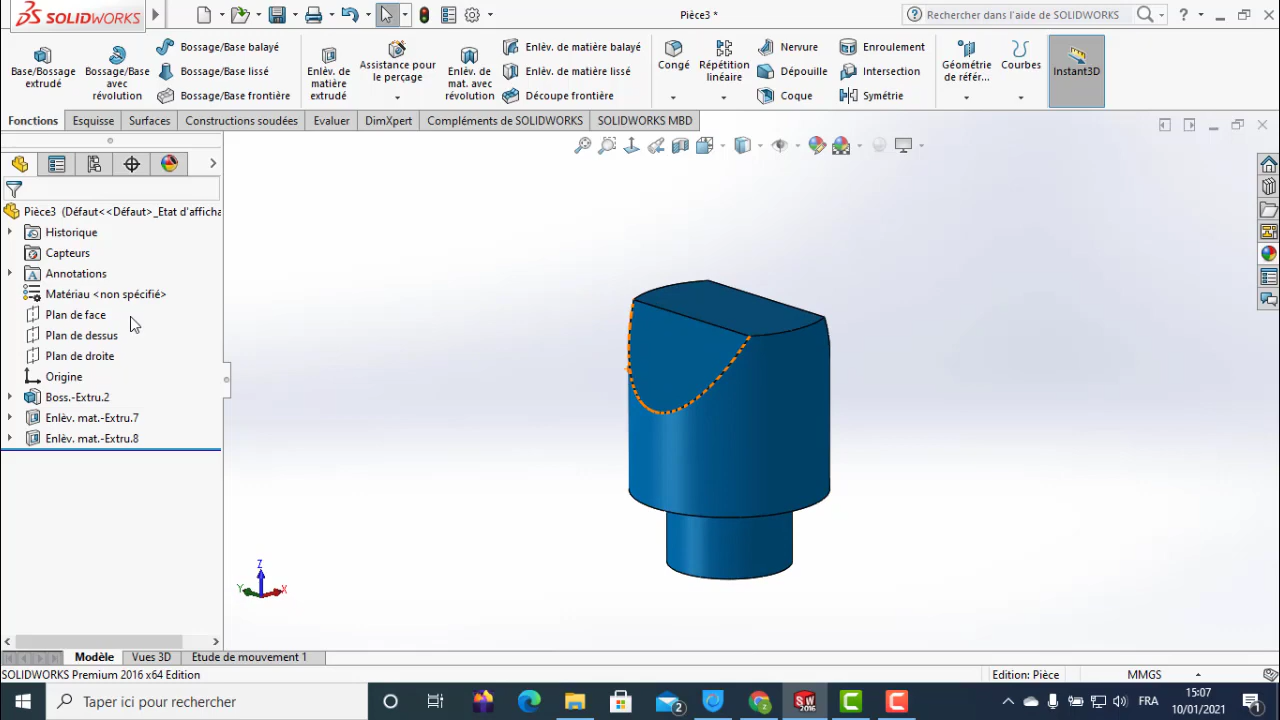 SOLIDWORKS
Pièce3 *
Rechercher dans l'aide de SOLIDWORKS
?
Base/Bossage extrudé
Bossage/Base avec révolution
Bossage/Base balayé
Bossage/Base lissé
Bossage/Base frontière
Enlèv. de matière extrudé
Assistance pour le perçage
Enlèv. de mat. avec révolution
Enlèv. de matière balayé
Enlèv. de matière lissé
Découpe frontière
Congé
Répétition linéaire
Nervure
Dépouille
Coque
Enroulement
Intersection
Symétrie
Géométrie de référ...
Courbes
Instant3D
Fonctions
Esquisse
Surfaces
Constructions soudées
Evaluer
DimXpert
Compléments de SOLIDWORKS
SOLIDWORKS MBD
Pièce3 (Défaut<<Défaut>_Etat d'afficha
Historique
Capteurs
Annotations
Matériau <non spécifié>
Plan de face
Plan de dessus
Plan de droite
Origine
Boss.-Extru.2
Enlèv. mat.-Extru.7
Enlèv. mat.-Extru.8
Z
Y
X
Modèle
Vues 3D
Etude de mouvement 1
SOLIDWORKS Premium 2016 x64 Edition
Edition: Pièce
MMGS
Taper ici pour rechercher
2
SW
2016
C
C
FRA
15:07
10/01/2021
1